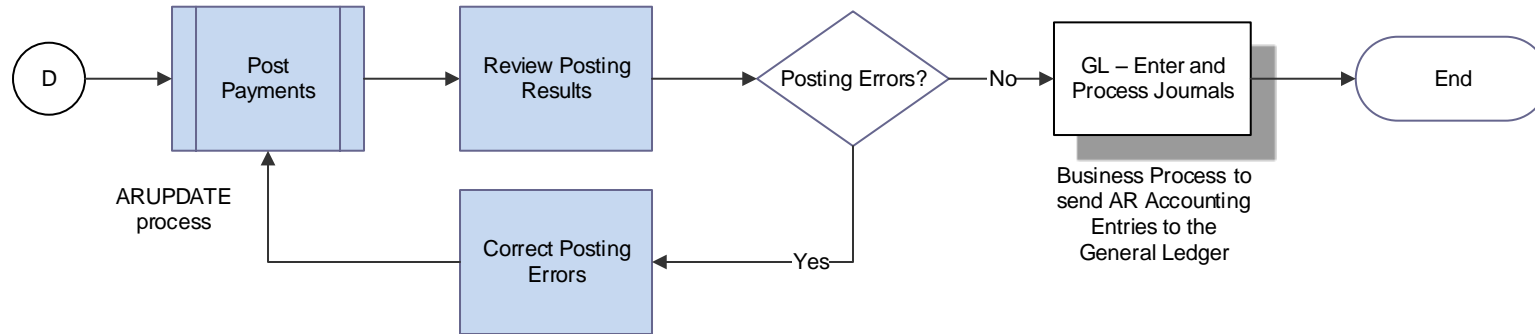 D
Post
Payments
Review Posting
Results
Posting Errors?
No
GL – Enter and
Process Journals
End
ARUPDATE
process
Correct Posting
Errors
Yes
Business Process to
send AR Accounting
Entries to the
General Ledger